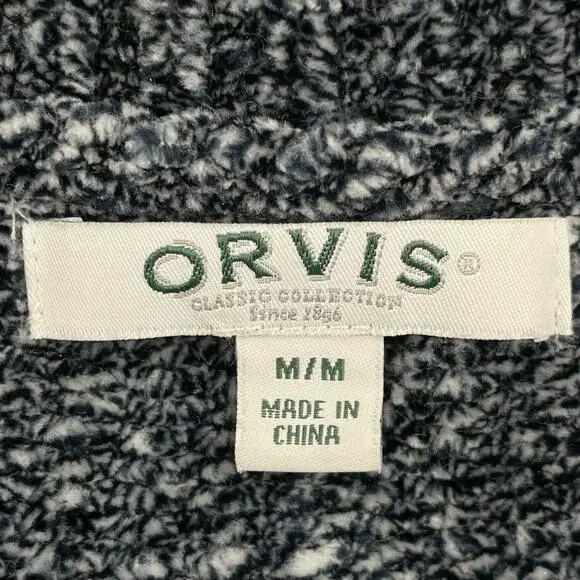 ORVIS®
CLASSIC COLLECTION
Since 1856
M/M
MADE IN
CHINA